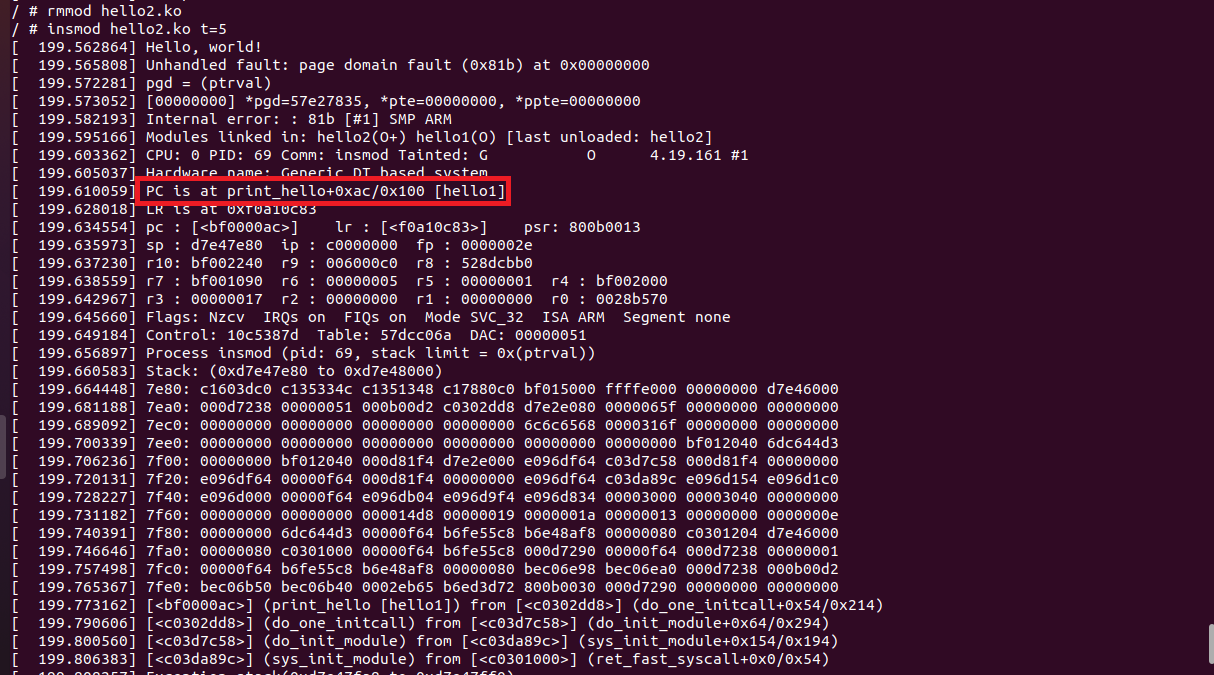 / # rmmod hello2.ko
/ # insmod hello2.ko t=5
[  199.562864] Hello, world!
[  199.565808] Unhandled fault: page domain fault (0x81b) at 0x00000000
[  199.572281] pgd = (ptrval)
[  199.573052] [00000000] *pgd=57e27835, *pte=00000000, *ppte=00000000
[  199.582193] Internal error: : 81b [#1] SMP ARM
[  199.595166] Modules linked in: hello2(O+) hello1(O) [last unloaded: hello2]
[  199.603362] CPU: 0 PID: 69 Comm: insmod Tainted: G           O      4.19.161 #1
[  199.605037] Hardware name: Generic DT based system
[  199.610059] PC is at print_hello+0xac/0x100 [hello1]
[  199.628018] LR is at 0xf0a10c83
[  199.634554] pc : [<bf0000ac>]    lr : [<f0a10c83>]    psr: 800b0013
[  199.635973] sp : d7e47e80  ip : c0000000  fp : 0000002e
[  199.637230] r10: bf002240  r9 : 006000c0  r8 : 528dcbb0
[  199.638559] r7 : bf001090  r6 : 00000005  r5 : 00000001  r4 : bf002000
[  199.642967] r3 : 00000017  r2 : 00000000  r1 : 00000000  r0 : 0028b570
[  199.645660] Flags: Nzcv  IRQs on  FIQs on  Mode SVC_32  ISA ARM  Segment none
[  199.649184] Control: 10c5387d  Table: 57dcc06a  DAC: 00000051
[  199.656897] Process insmod (pid: 69, stack limit = 0x(ptrval))
[  199.660583] Stack: (0xd7e47e80 to 0xd7e48000)
[  199.664448] 7e80: c1603dc0 c135334c c1351348 c17880c0 bf015000 ffffe000 00000000 d7e46000
[  199.681188] 7ea0: 000d7238 00000051 000b00d2 c0302dd8 d7e2e080 0000065f 00000000 00000000
[  199.689092] 7ec0: 00000000 00000000 00000000 00000000 6c6c6568 0000316f 00000000 00000000
[  199.700339] 7ee0: 00000000 00000000 00000000 00000000 00000000 00000000 bf012040 6dc644d3
[  199.706236] 7f00: 00000000 bf012040 000d81f4 d7e2e000 e096df64 c03d7c58 000d81f4 00000000
[  199.720131] 7f20: e096df64 00000f64 000d81f4 00000000 e096df64 c03da89c e096d154 e096d1c0
[  199.728227] 7f40: e096d000 00000f64 e096db04 e096d9f4 e096d834 00003000 00003040 00000000
[  199.731182] 7f60: 00000000 00000000 000014d8 00000019 0000001a 00000013 00000000 0000000e
[  199.740391] 7f80: 00000000 6dc644d3 00000f64 b6fe55c8 b6e48af8 00000080 c0301204 d7e46000
[  199.746646] 7fa0: 00000080 c0301000 00000f64 b6fe55c8 000d7290 00000f64 000d7238 00000001
[  199.757498] 7fc0: 00000f64 b6fe55c8 b6e48af8 00000080 bec06e98 bec06ea0 000d7238 000b00d2
[  199.765367] 7fe0: bec06b50 bec06b40 0002eb65 b6ed3d72 800b0030 000d7290 00000000 00000000
[  199.773162] [<bf0000ac>] (print_hello [hello1]) from [<c0302dd8>] (do_one_initcall+0x54/0x214)
[  199.790606] [<c0302dd8>] (do_one_initcall) from [<c03d7c58>] (do_init_module+0x64/0x294)
[  199.800560] [<c03d7c58>] (do_init_module) from [<c03da89c>] (sys_init_module+0x154/0x194)
[  199.806383] [<c03da89c>] (sys_init_module) from [<c0301000>] (ret_fast_syscall+0x0/0x54)